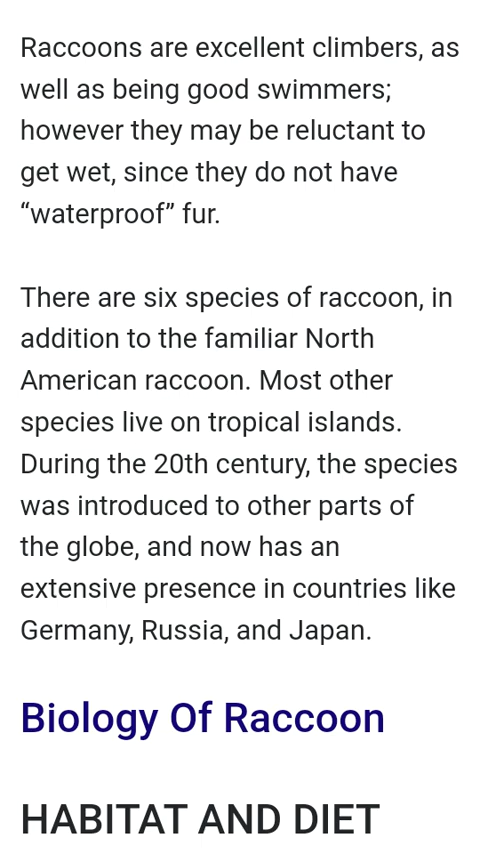 Raccoons are excellent climbers, as
well as being good swimmers;
however they may be reluctant to
get wet, since they do not have
“waterproof” fur.
There are six species of raccoon, in
addition to the familiar North
American raccoon. Most other
species live on tropical islands.
During the 20th century, the species
was introduced to other parts of
the globe, and now has an
extensive presence in countries like
Germany, Russia, and Japan.
Biology Of Raccoon
HABITAT AND DIET